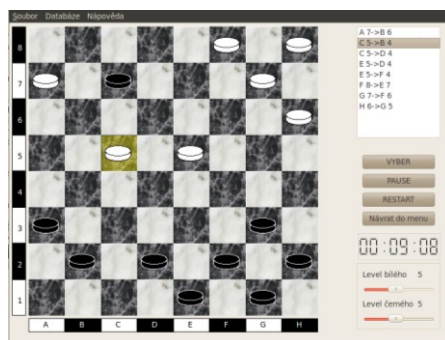 Soubor Databáze Nápověda
8
7
6
5
4
3
2
1
A B C D E F G H
A 7->B 6
C 5->B 4
C 5->D 4
E 5->D 4
E 5->F 4
F 8->E 7
G 7->F 6
H 6->G 5
VYBER
PAUSE
RESTART
Návrat do menu
00:09:08
Level bílého 5
Level černého 5